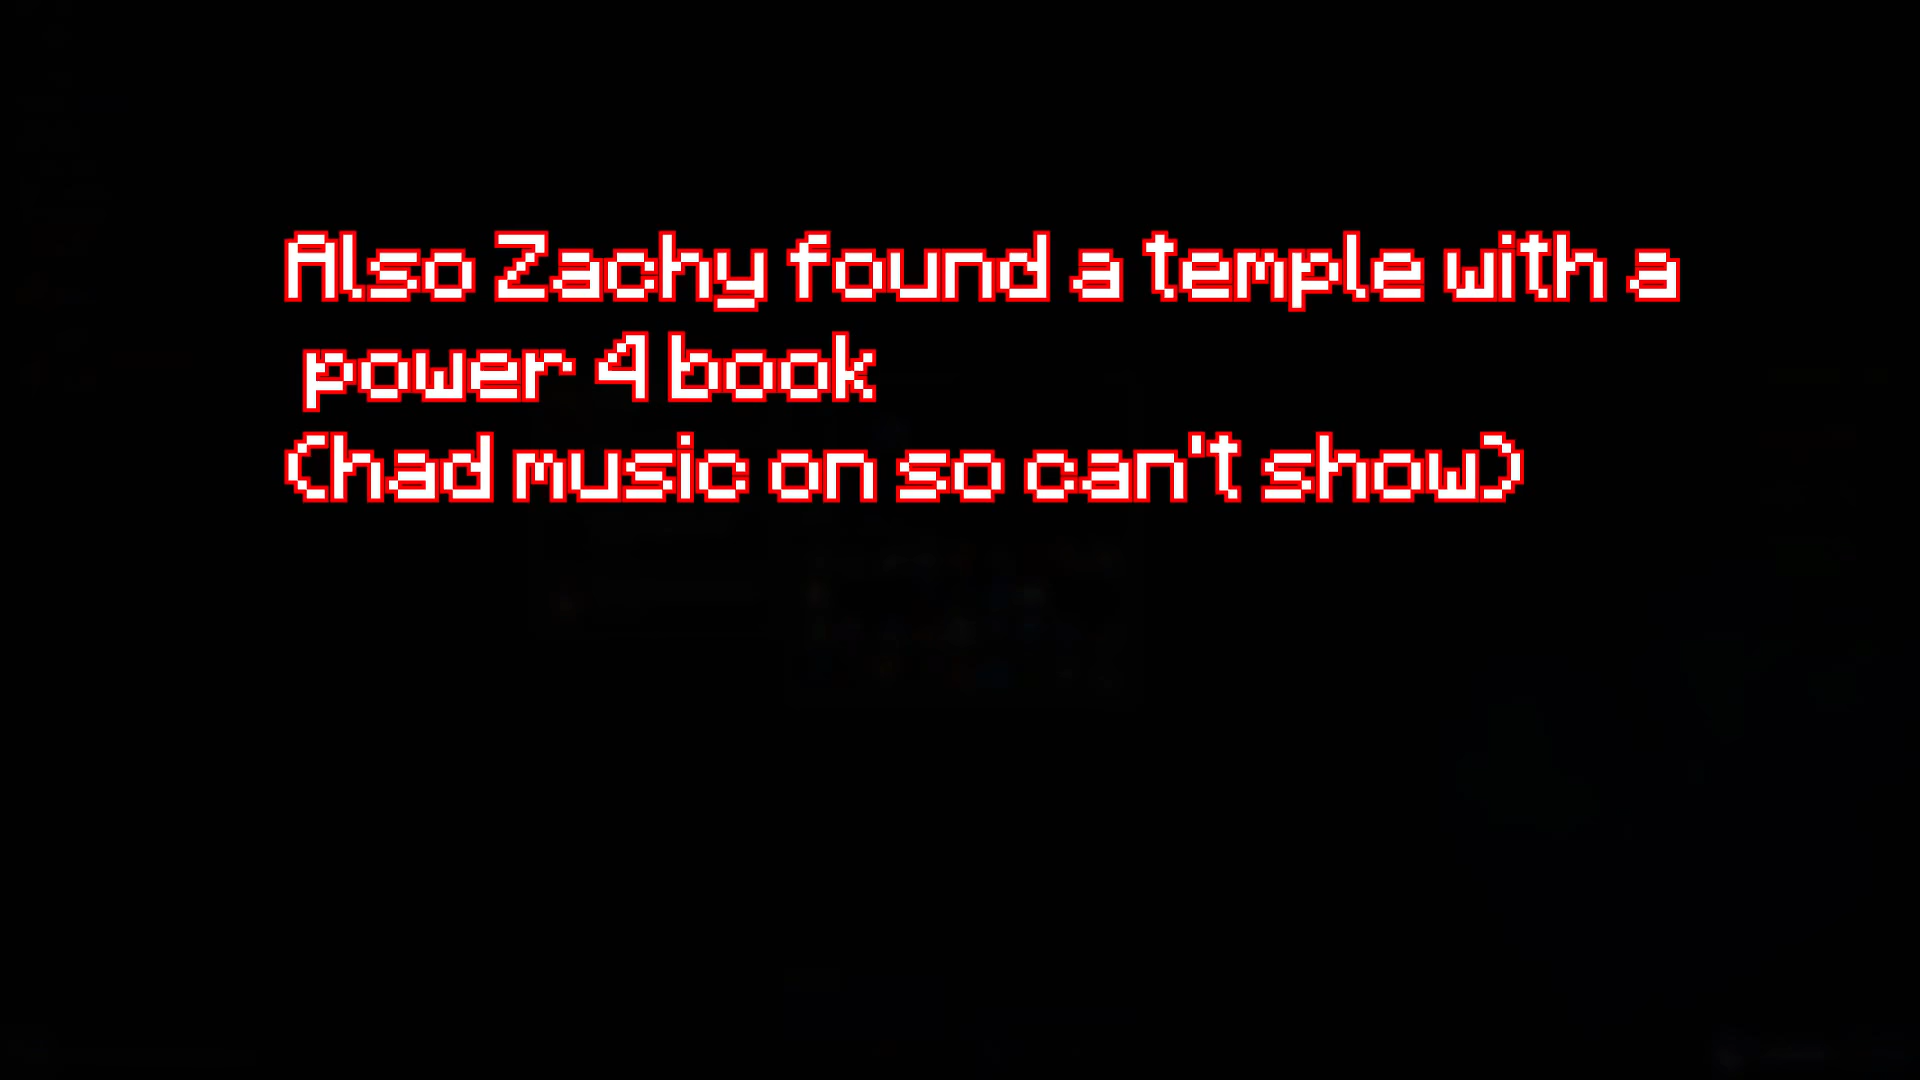 Also Zachy found a temple with a
power 4 book
(had music on so can't show)